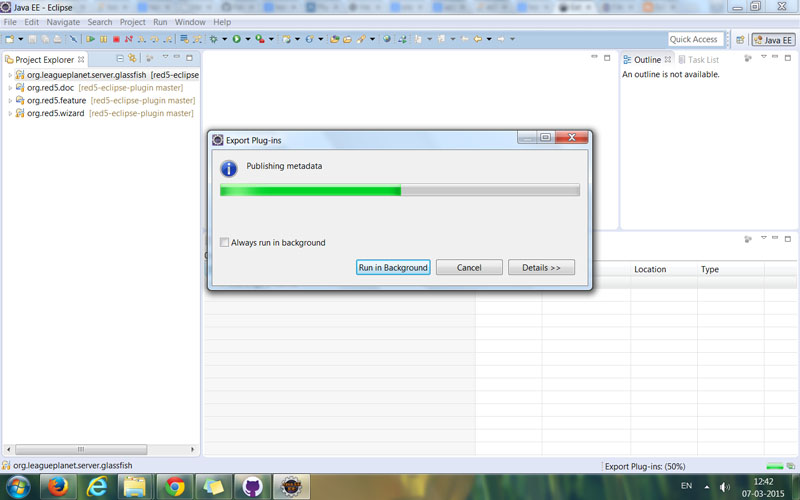 Java EE - Eclipse
File Edit Navigate Search Project Run Window Help
Quick Access
Java EE
Project Explorer
org.leagueplanet.server.glassfish [red5-eclipse
org.red5.doc [red5-eclipse-plugin master]
org.red5.feature [red5-eclipse-plugin master]
org.red5.wizard [red5-eclipse-plugin master]
Outline
Task List
An outline is not available.
Export Plug-ins
Publishing metadata
Always run in background
Run in Background
Cancel
Details >>
Location
Type
org.leagueplanet.server.glassfish
Export Plug-ins: (50%)
EN
12:42
07-03-2015